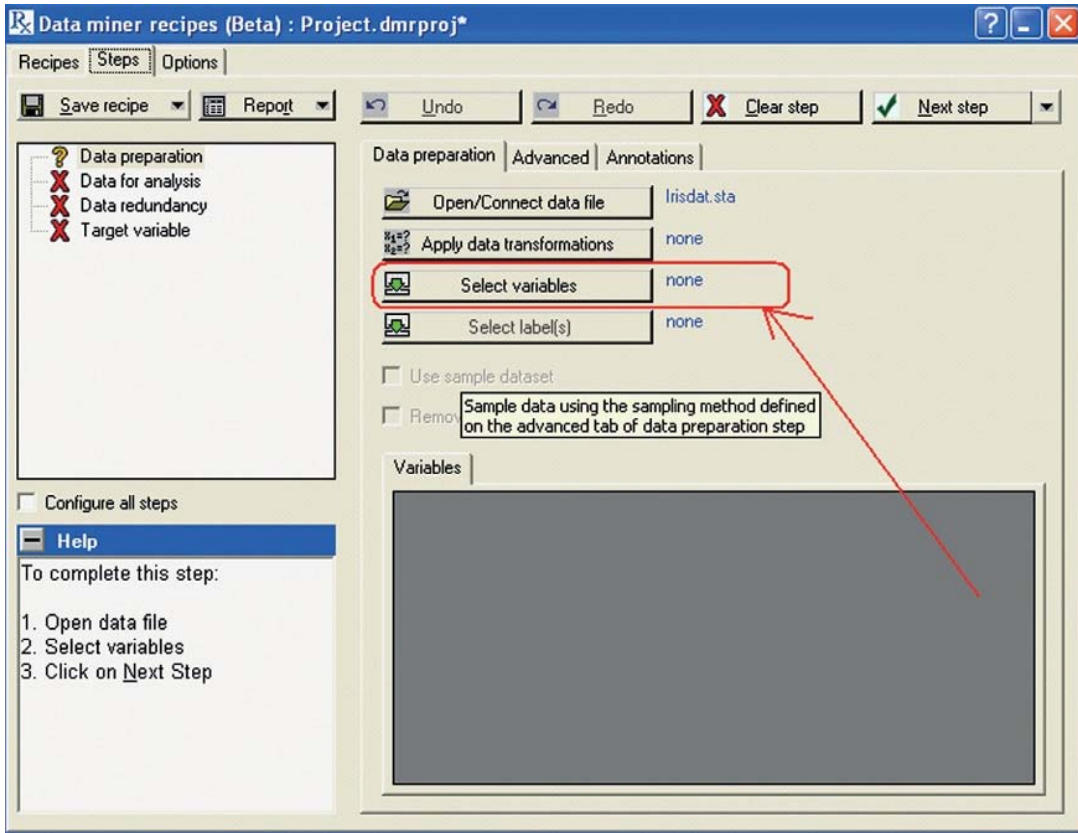 Data miner recipes (Beta) : Project.dmrproj*
Recipes Steps Options
Save recipe Report Undo Redo Clear step Next step
Data preparation
Data for analysis
Data redundancy
Target variable
Configure all steps
Help
To complete this step:
1. Open data file
2. Select variables
3. Click on Next Step
Data preparation Advanced Annotations
Open/Connect data file Irisdat.sta
Apply data transformations none
Select variables none
Select label(s) none
Use sample dataset
Remov
Sample data using the sampling method defined
on the advanced tab of data preparation step
Variables